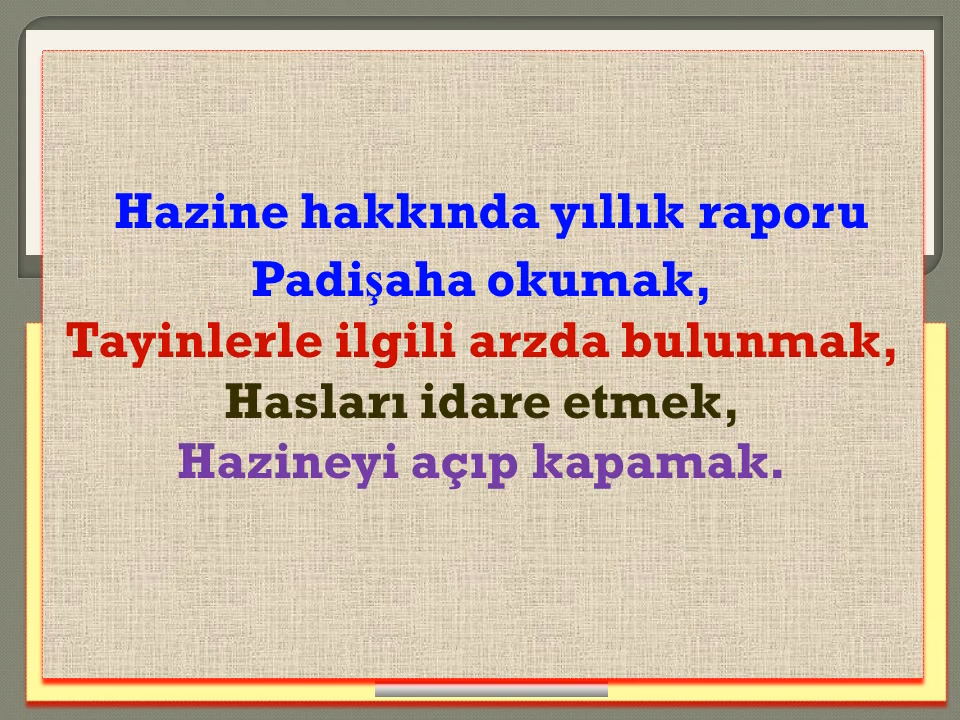 Hazine hakkında yıllık raporu
Padişaha okumak,
Tayinlerle ilgili arzda bulunmak,
Hasları idare etmek,
Hazineyi açıp kapamak.